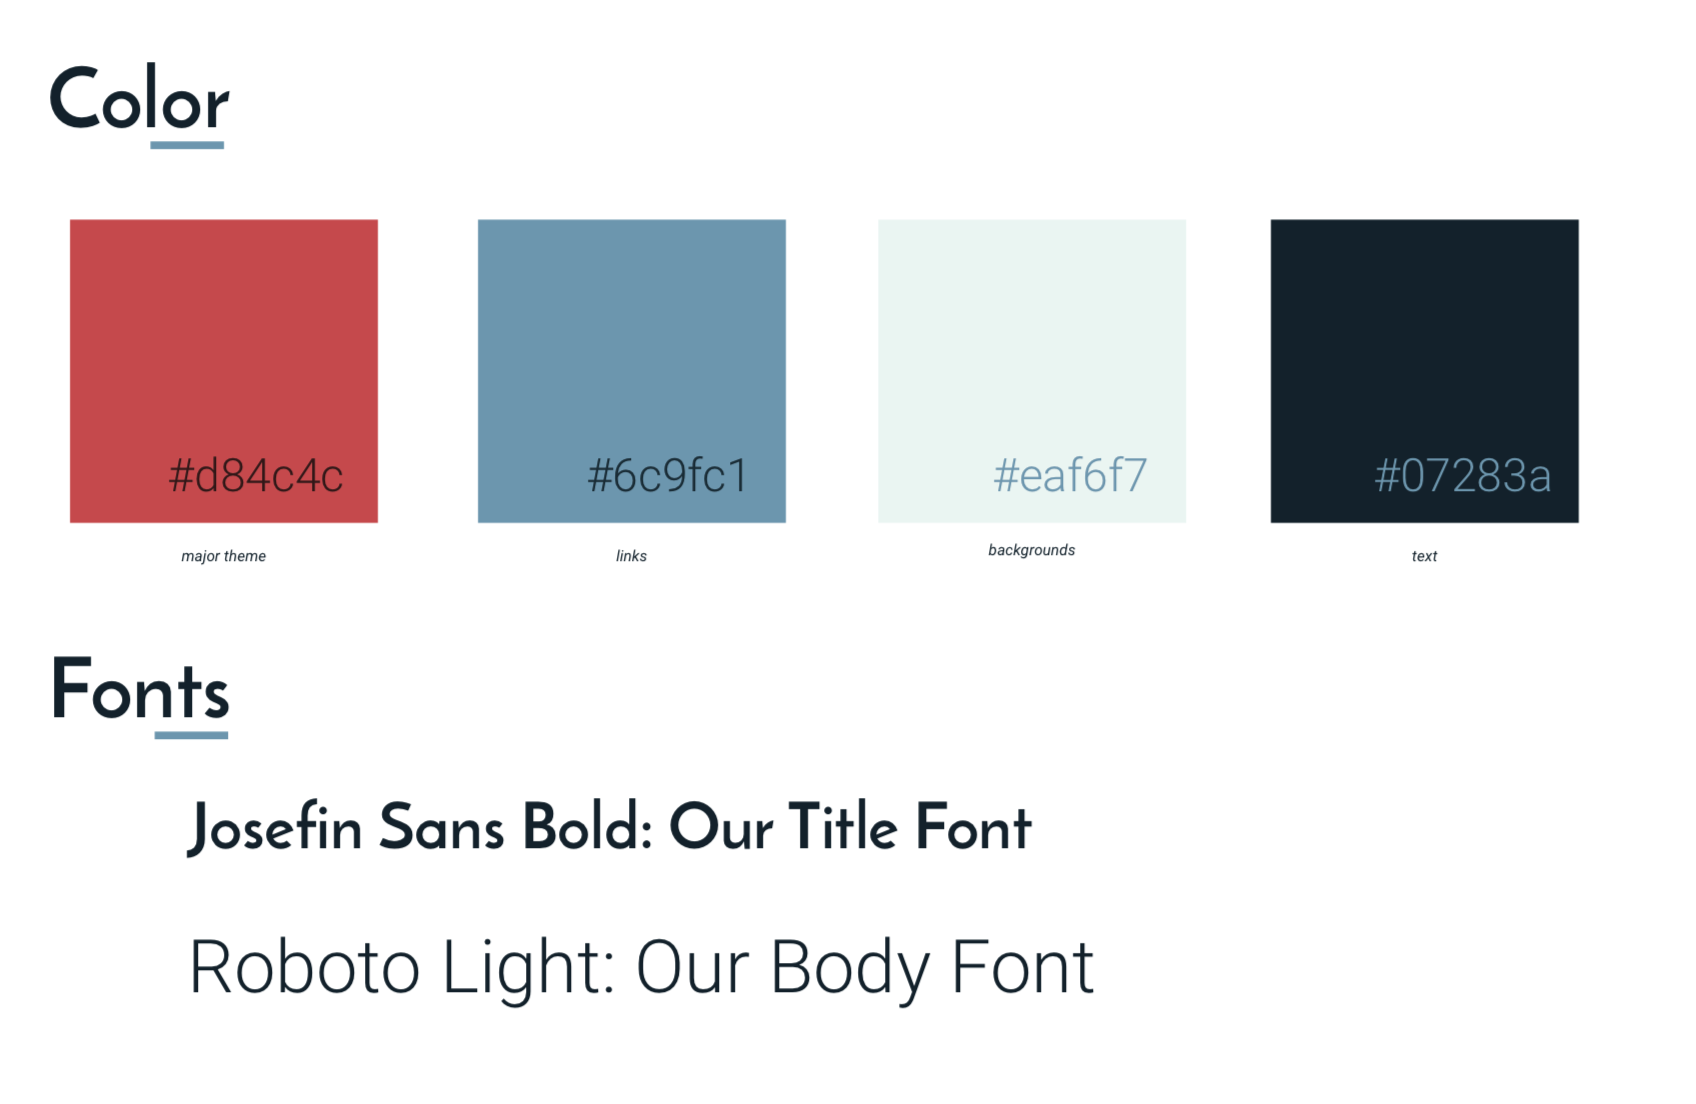 Color
#d84c4c
#6c9fc1
#eaf6f7
#07283a
major theme
links
backgrounds
text
Fonts
Josefin Sans Bold: Our Title Font
Roboto Light: Our Body Font